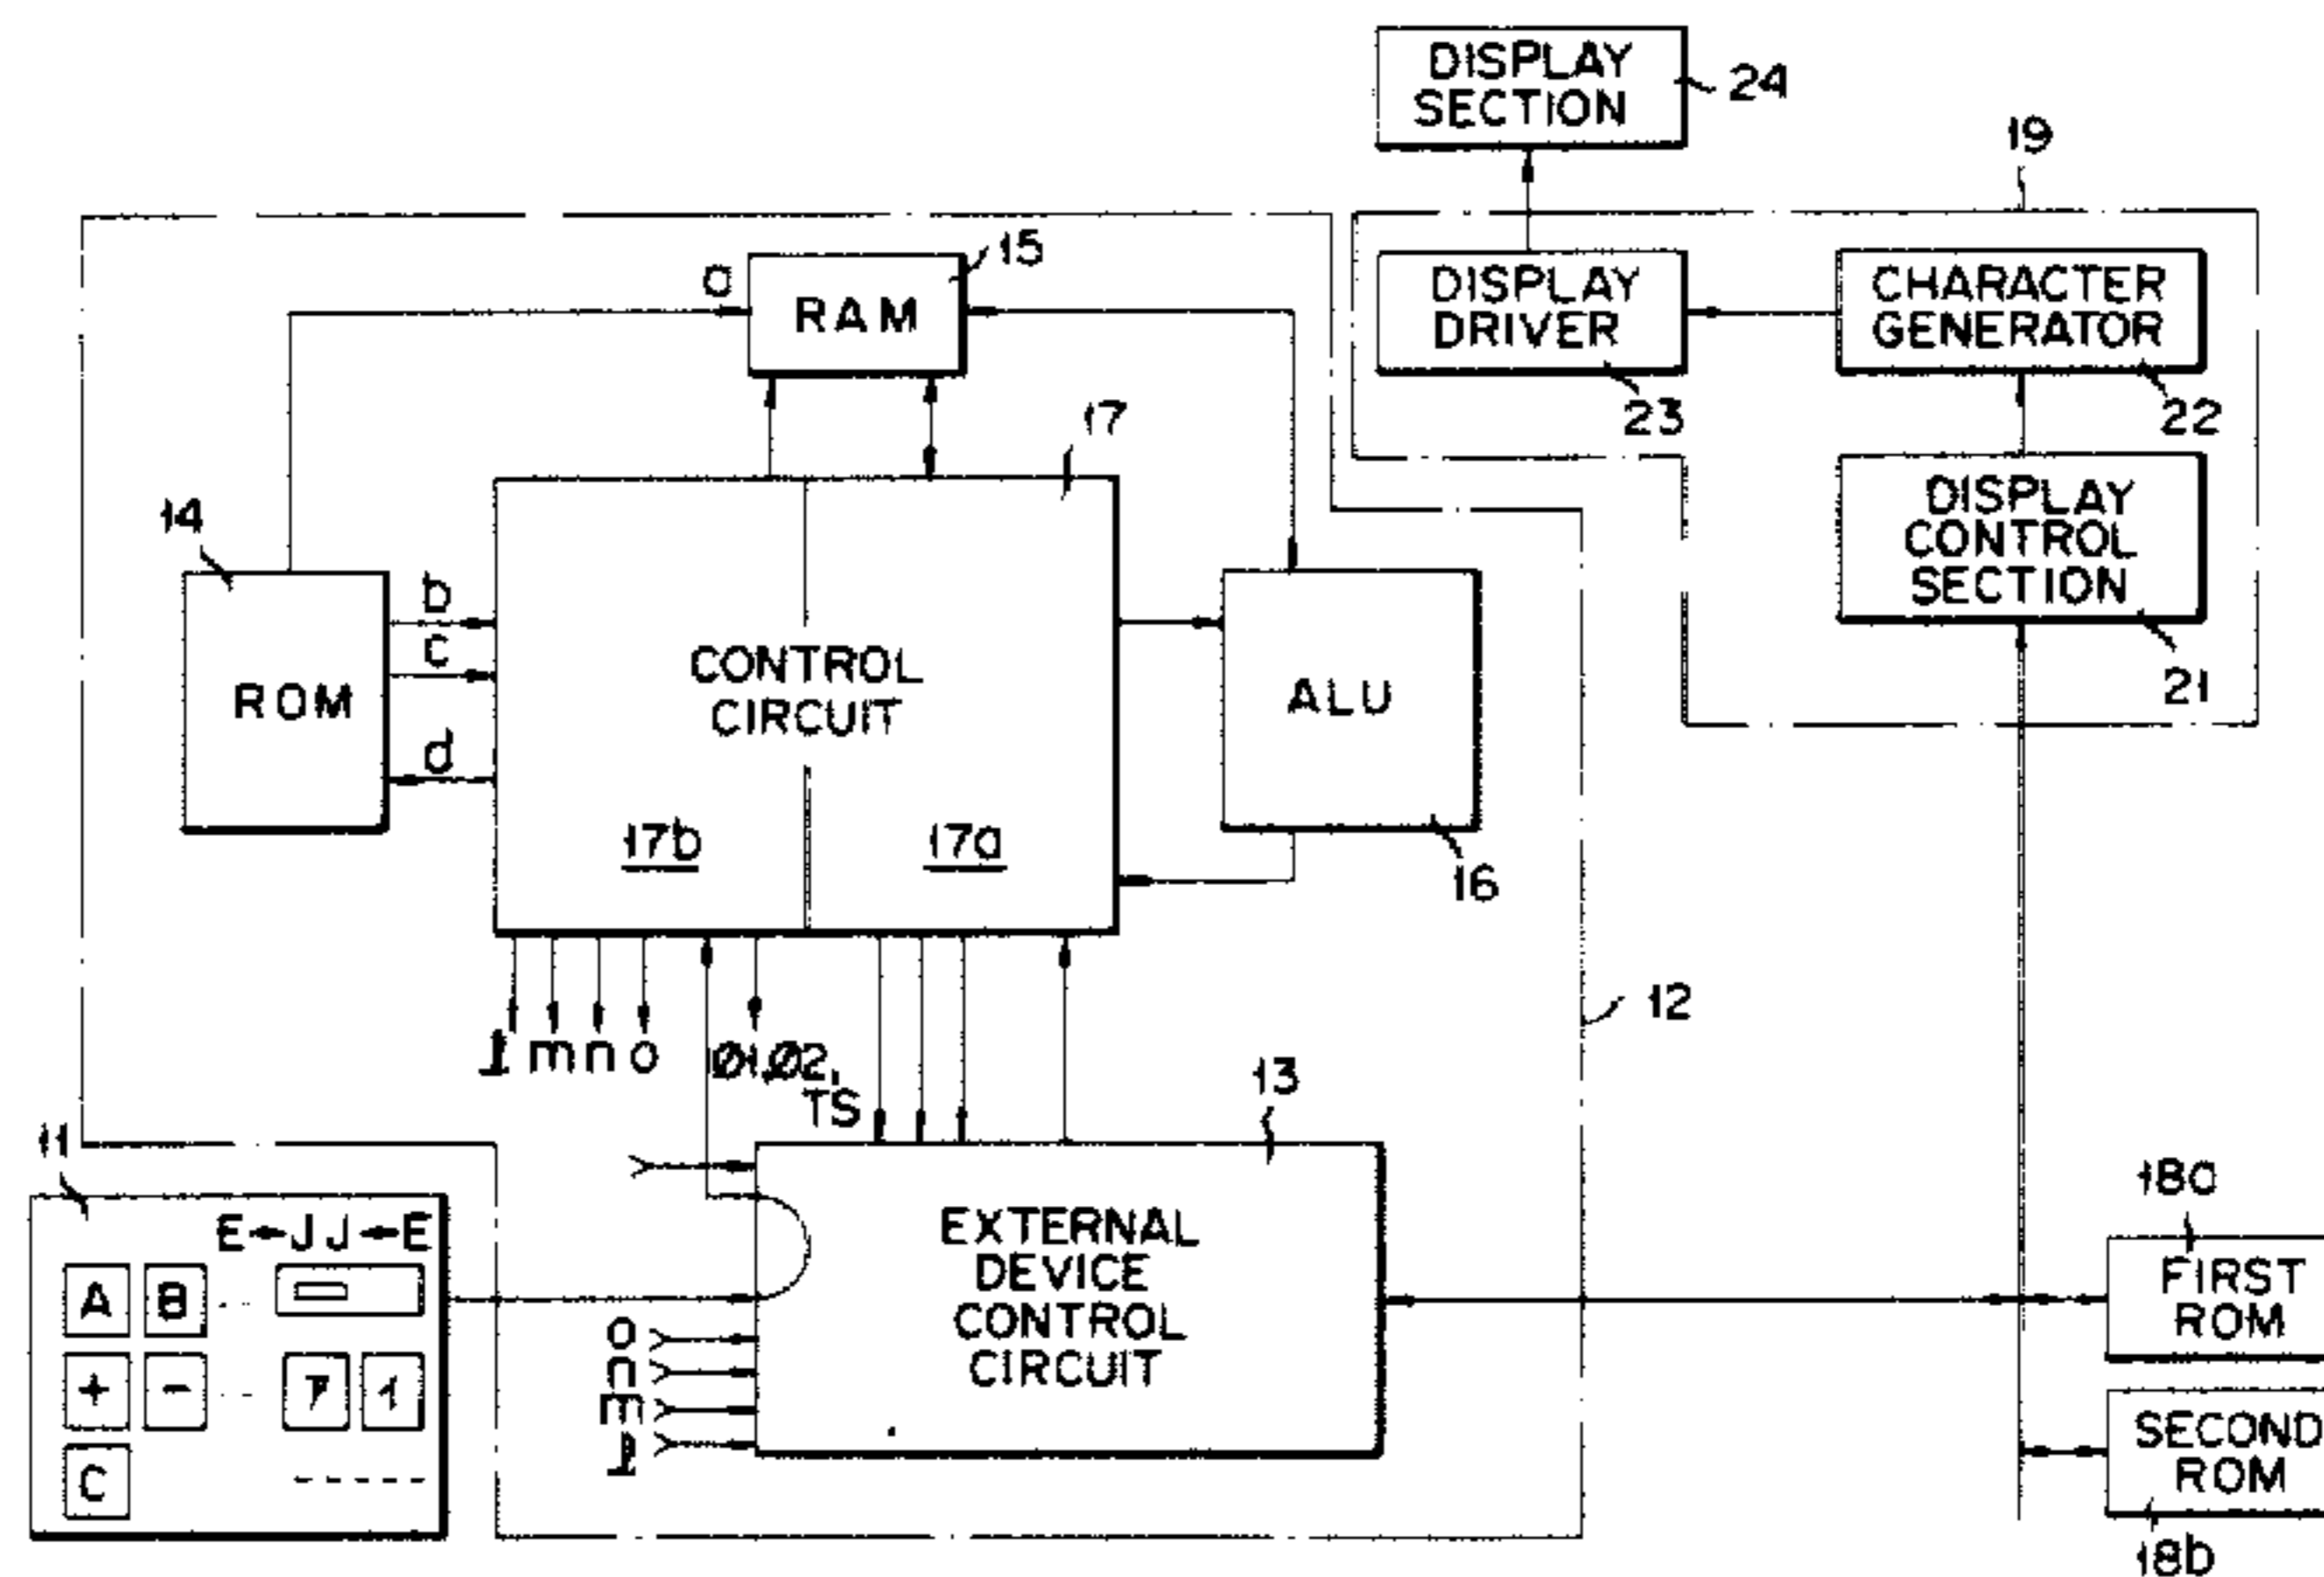 DISPLAY
SECTION
24
19
15
a
RAM
DISPLAY
DRIVER
23
CHARACTER
GENERATOR
22
17
14
ROM
b
c
d
CONTROL
CIRCUIT
17b
17a
ALU
16
DISPLAY
CONTROL
SECTION
21
12
l m n o
Ø1,Ø2,
TS
13
11
E←J J←E
A B
+ -
C
o
n
m
l
EXTERNAL
DEVICE
CONTROL
CIRCUIT
18a
FIRST
ROM
SECOND
ROM
18b